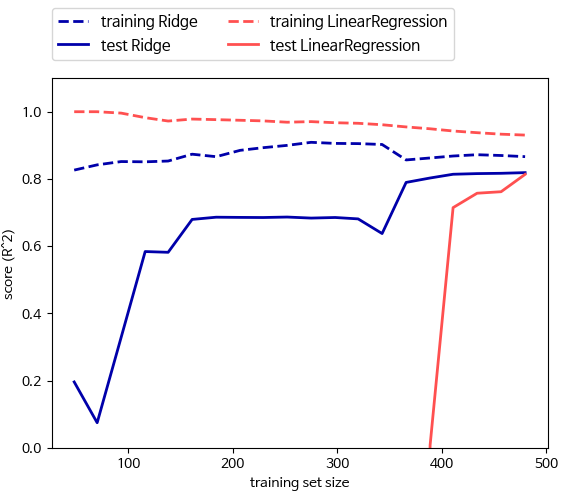 training Ridge
test Ridge
training LinearRegression
test LinearRegression
score (R^2)
1.0
0.8
0.6
0.4
0.2
0.0
100
200
300
400
500
training set size